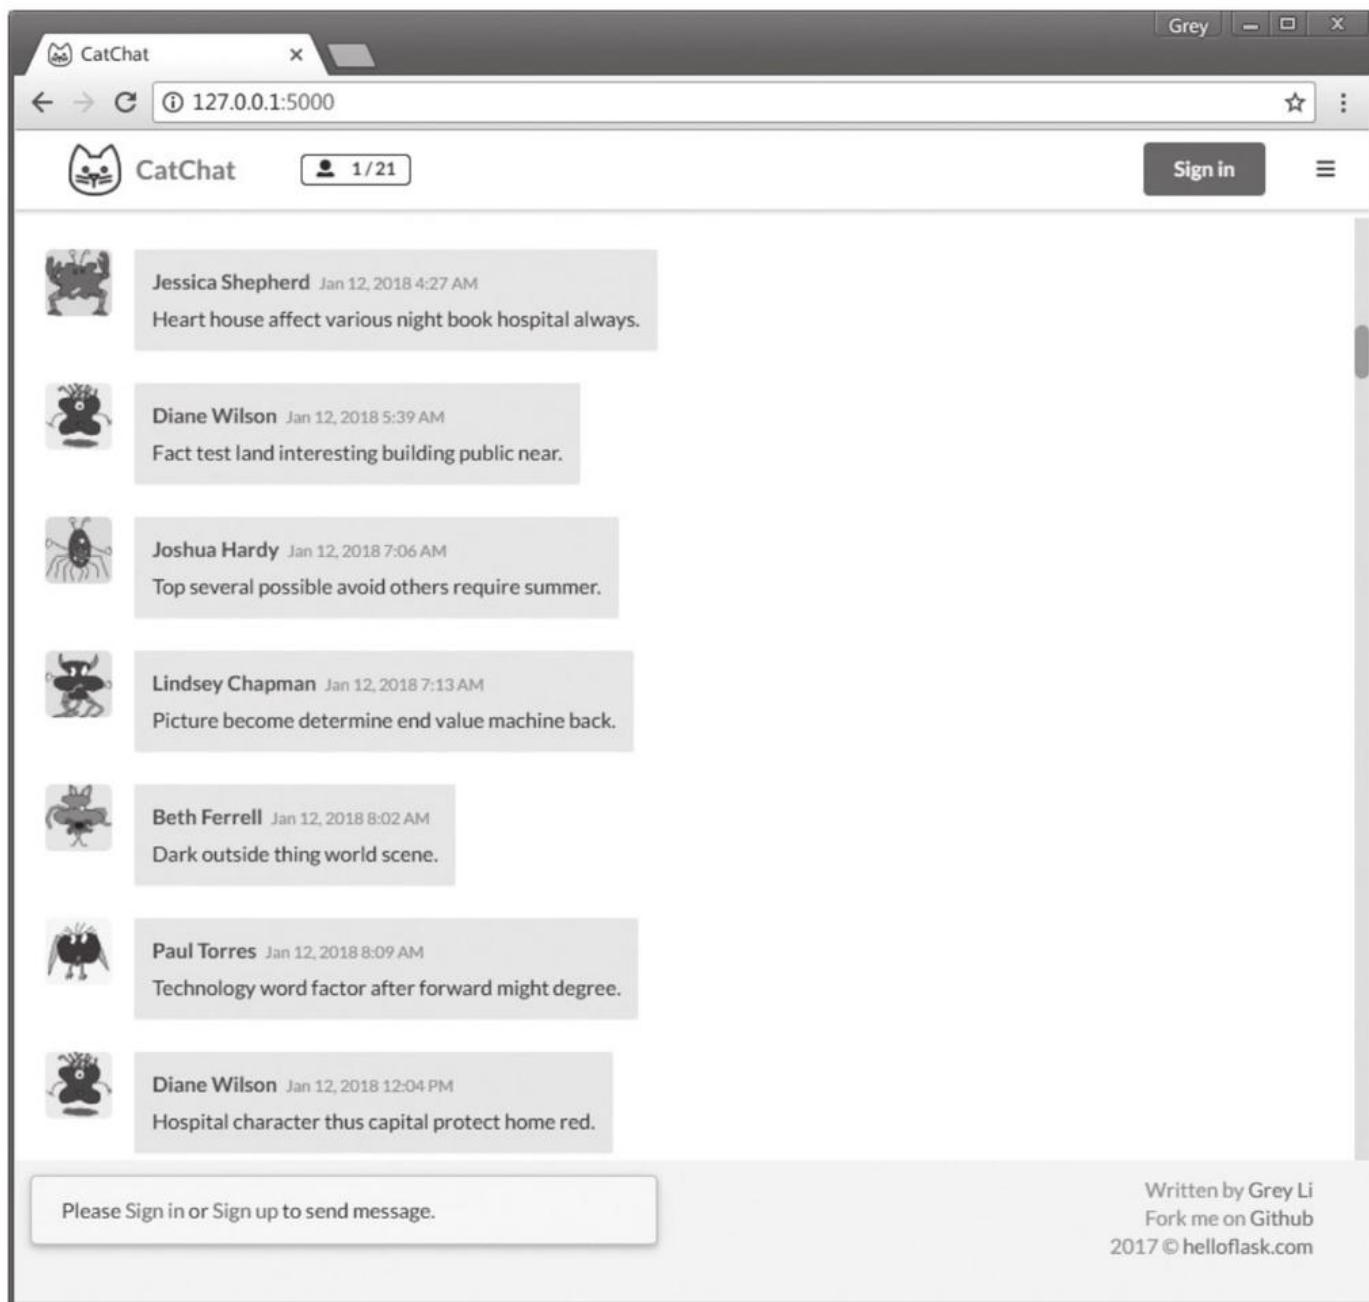 Grey
CatChat
127.0.0.1:5000
CatChat 1/21 Sign in
Jessica Shepherd Jan 12, 2018 4:27 AM
Heart house affect various night book hospital always.
Diane Wilson Jan 12, 2018 5:39 AM
Fact test land interesting building public near.
Joshua Hardy Jan 12, 2018 7:06 AM
Top several possible avoid others require summer.
Lindsey Chapman Jan 12, 2018 7:13 AM
Picture become determine end value machine back.
Beth Ferrell Jan 12, 2018 8:02 AM
Dark outside thing world scene.
Paul Torres Jan 12, 2018 8:09 AM
Technology word factor after forward might degree.
Diane Wilson Jan 12, 2018 12:04 PM
Hospital character thus capital protect home red.
Please Sign in or Sign up to send message.
Written by Grey Li
Fork me on Github
2017 © helloflask.com